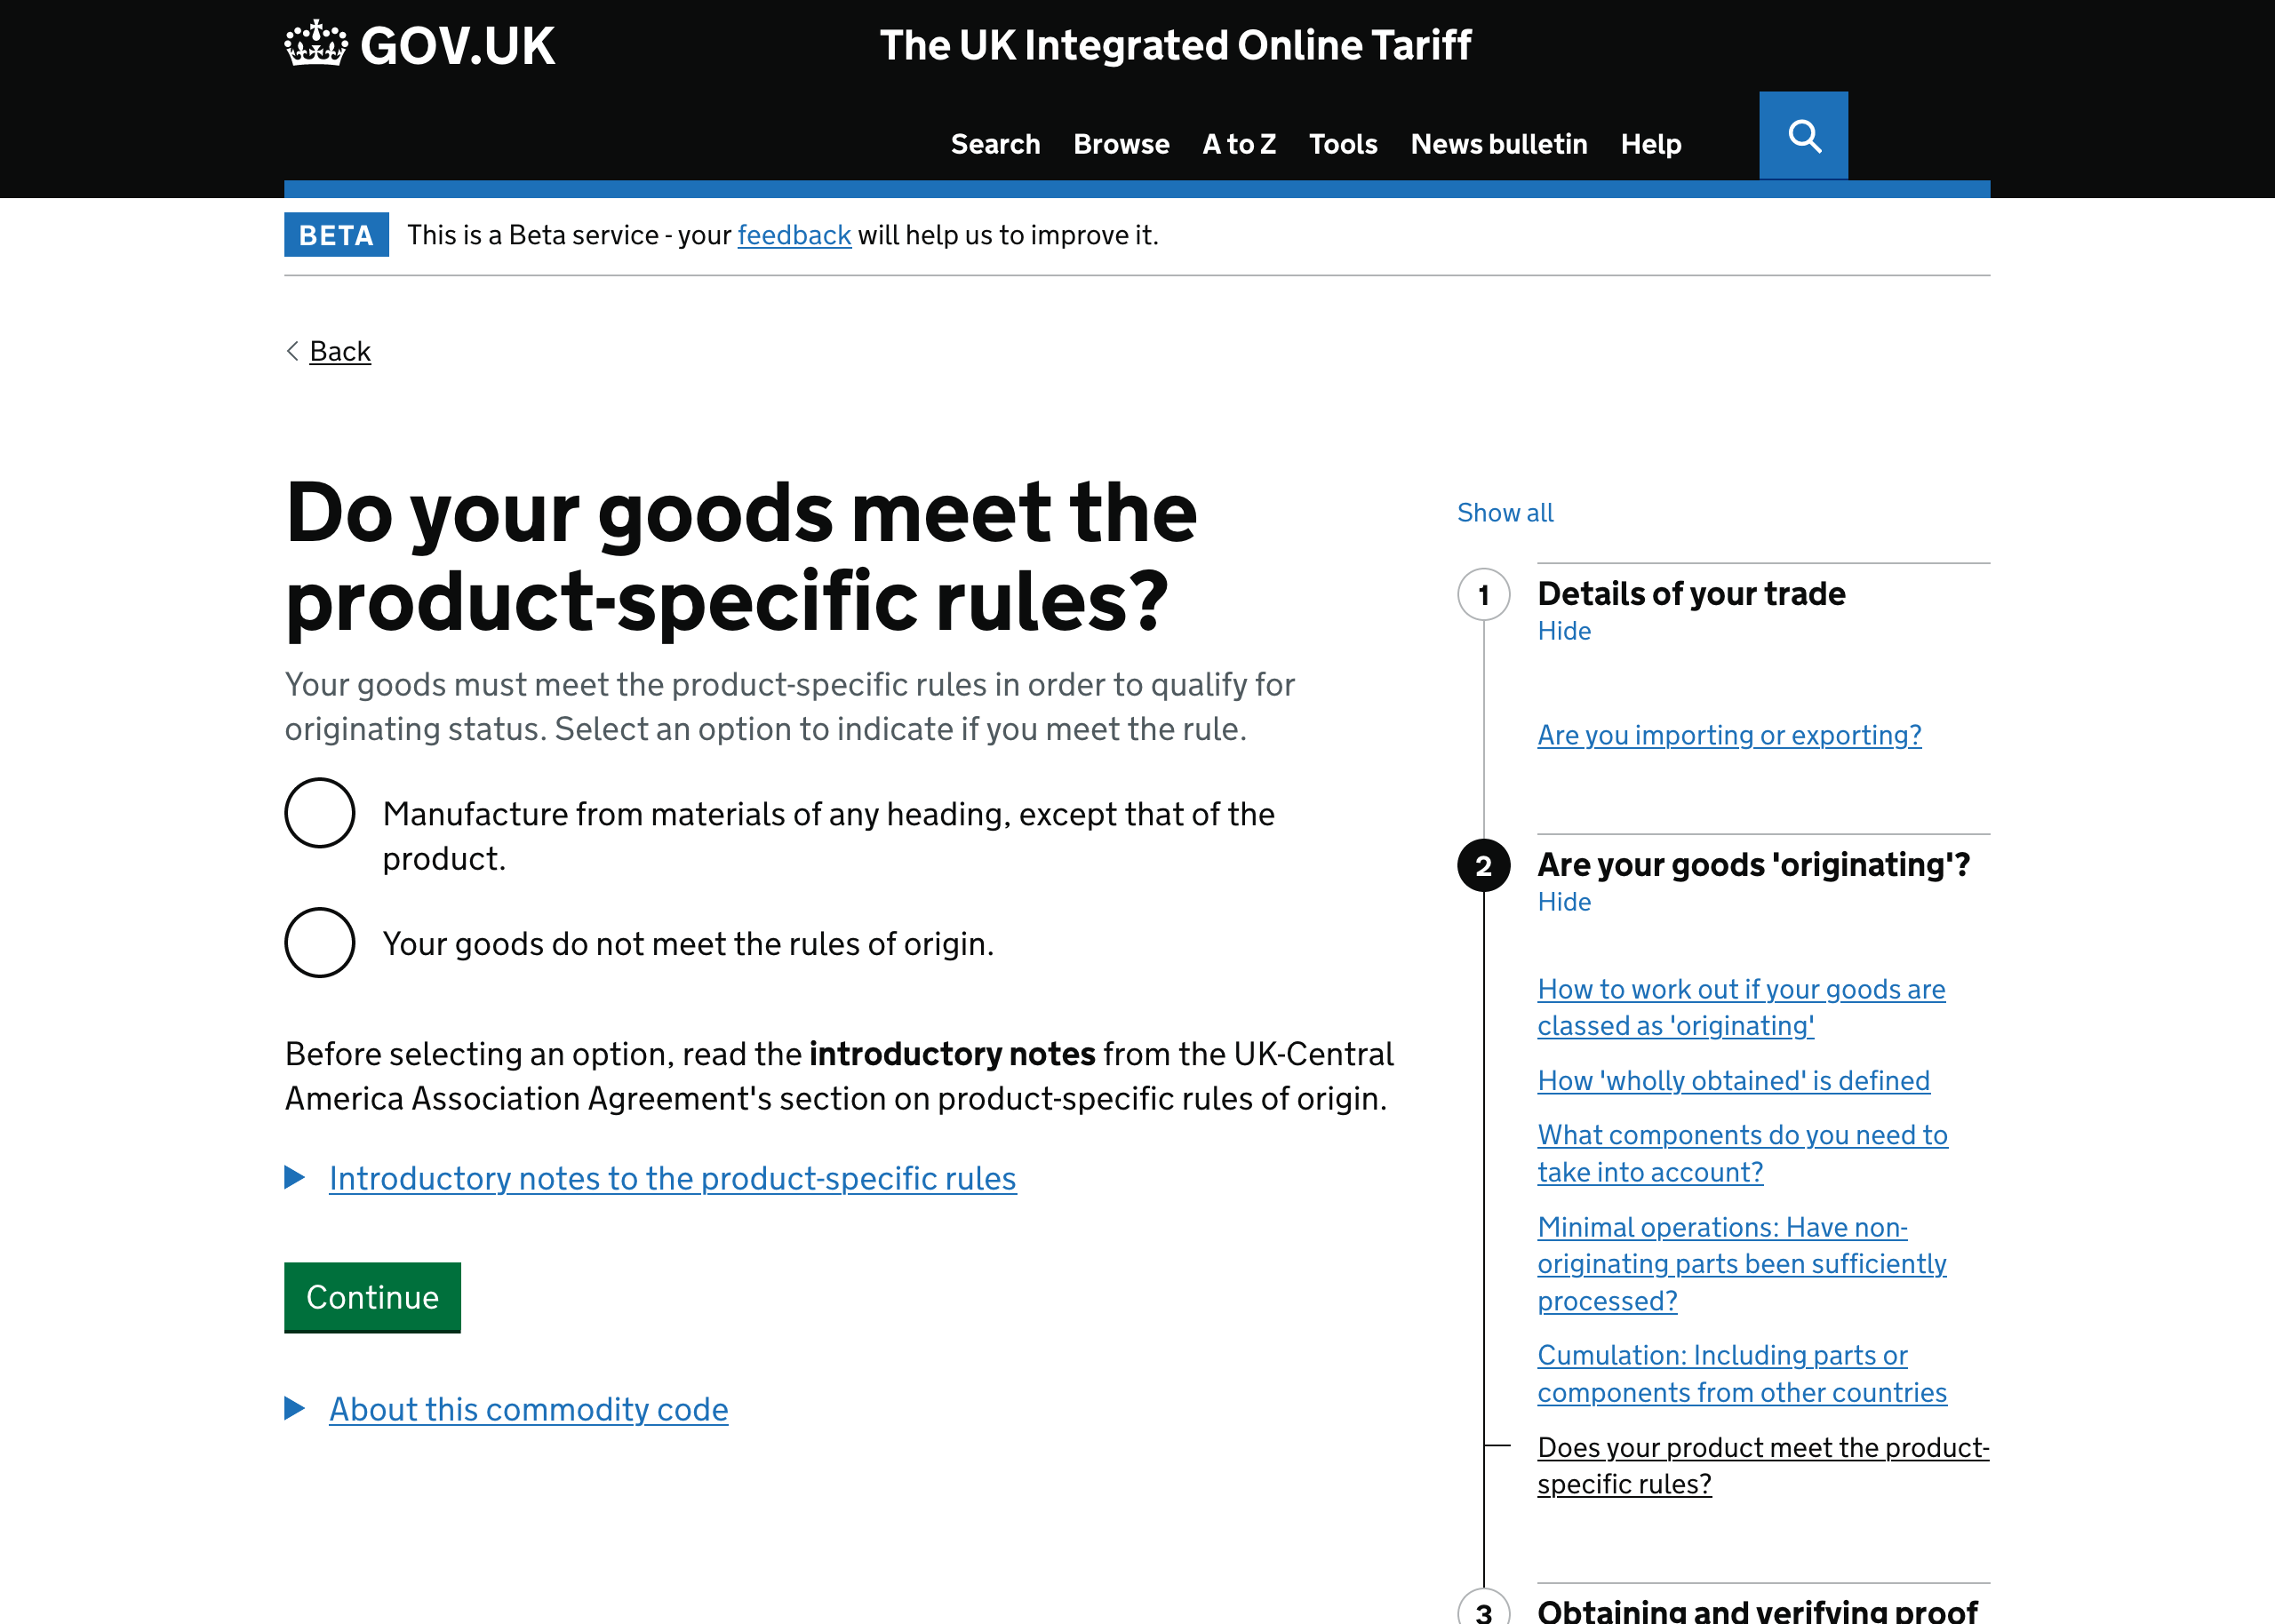 GOV.UK
The UK Integrated Online Tariff
Search Browse A to Z Tools News bulletin Help
BETA This is a Beta service - your feedback will help us to improve it.
Back
Do your goods meet the
product-specific rules?
Your goods must meet the product-specific rules in order to qualify for
originating status. Select an option to indicate if you meet the rule.
Manufacture from materials of any heading, except that of the
product.
Your goods do not meet the rules of origin.
Before selecting an option, read the introductory notes from the UK-Central
America Association Agreement's section on product-specific rules of origin.
Introductory notes to the product-specific rules
Continue
About this commodity code
Show all
1 Details of your trade
Hide
Are you importing or exporting?
2 Are your goods 'originating'?
Hide
How to work out if your goods are
classed as 'originating'
How 'wholly obtained' is defined
What components do you need to
take into account?
Minimal operations: Have non-
originating parts been sufficiently
processed?
Cumulation: Including parts or
components from other countries
Does your product meet the product-
specific rules?
3 Obtaining and verifying proof